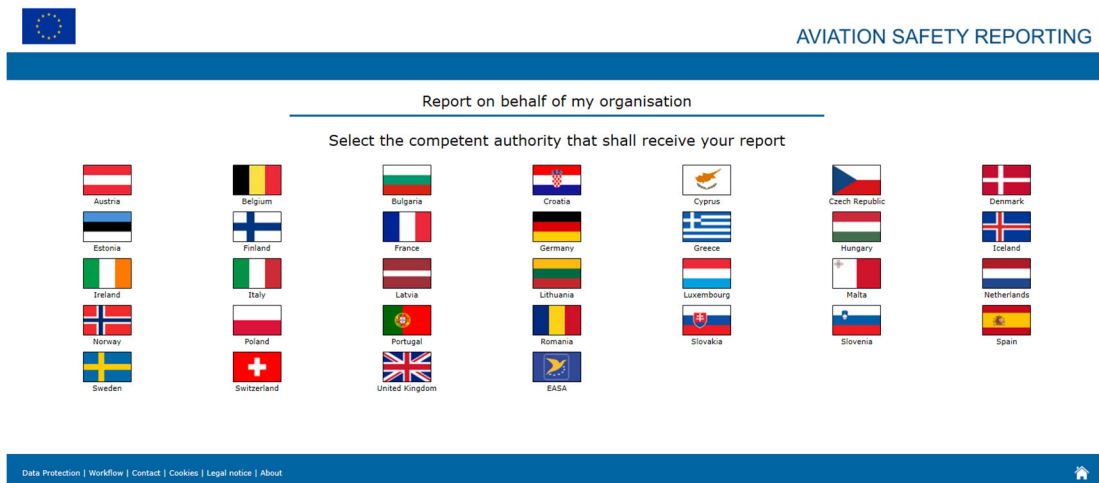 AVIATION SAFETY REPORTING
Report on behalf of my organisation
Select the competent authority that shall receive your report
Austria Belgium Bulgaria Croatia Cyprus Czech Republic Denmark
Estonia Finland France Germany Greece Hungary Iceland
Ireland Italy Latvia Lithuania Luxembourg Malta Netherlands
Norway Poland Portugal Romania Slovakia Slovenia Spain
Sweden Switzerland United Kingdom EASA
Data Protection | Workflow | Contact | Cookies | Legal notice | About